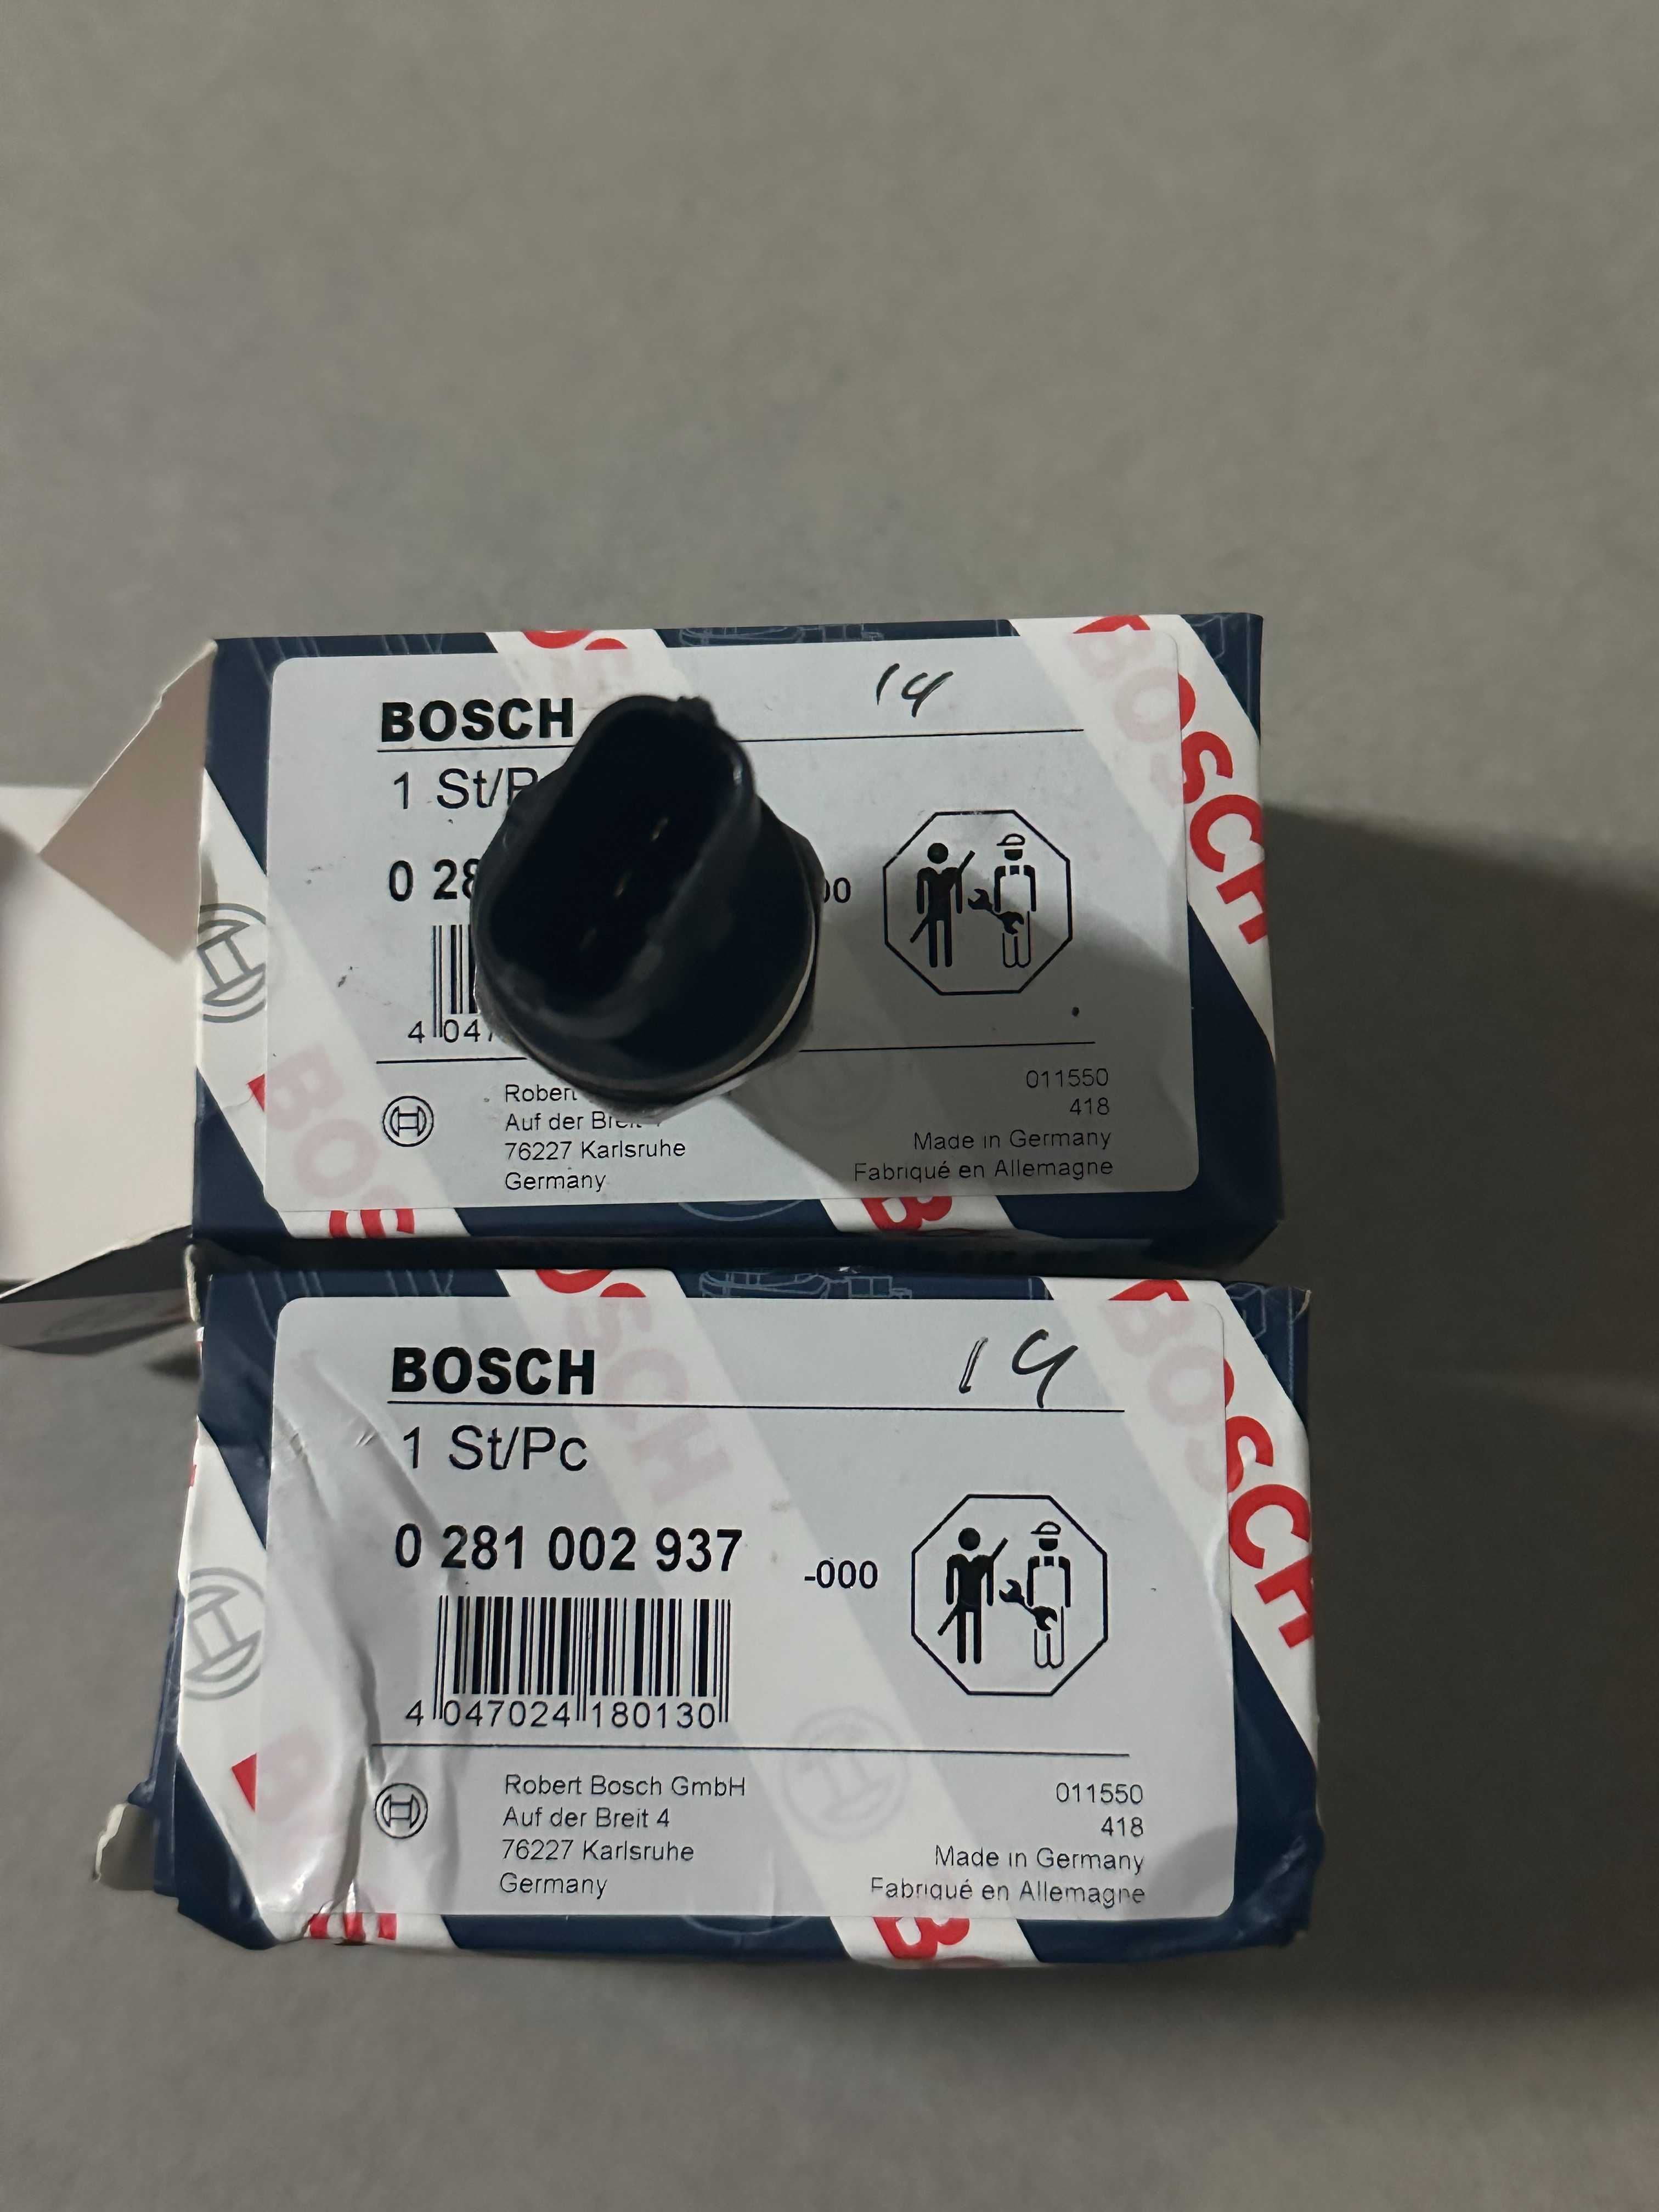 BOSCH
14
1 St/P
0 28
00
4 047
Robert
Auf der Breit
76227 Karlsruhe
Germany
011550
418
Made in Germany
Fabriqué en Allemagne
BOSCH
BOSCH
14
1 St/Pc
0 281 002 937
-000
4 047024 180130
Robert Bosch GmbH
Auf der Breit 4
76227 Karlsruhe
Germany
011550
418
Made in Germany
Fabriqué en Allemagne
BOSCH